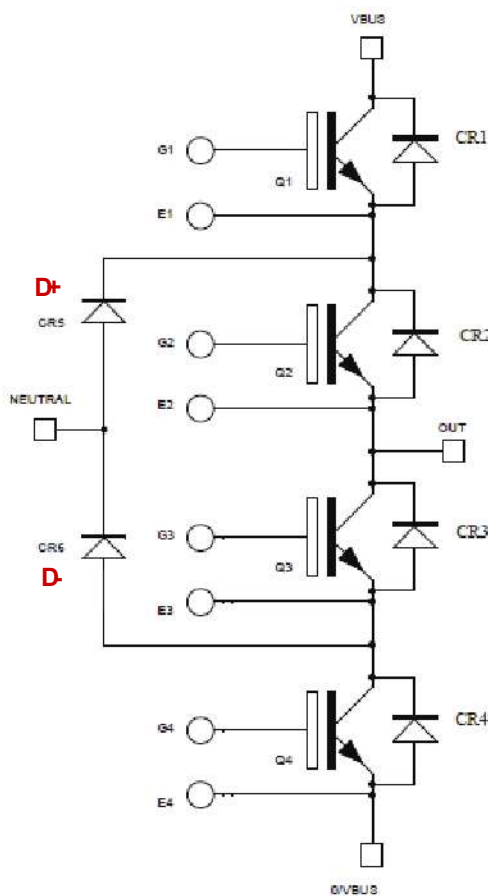 VBUS
G1
Q1
CR1
E1
D+
CR5
G2
Q2
CR2
NEUTRAL
E2
OUT
CR6
G3
Q3
CR3
D-
E3
G4
Q4
CR4
E4
0/VBUS